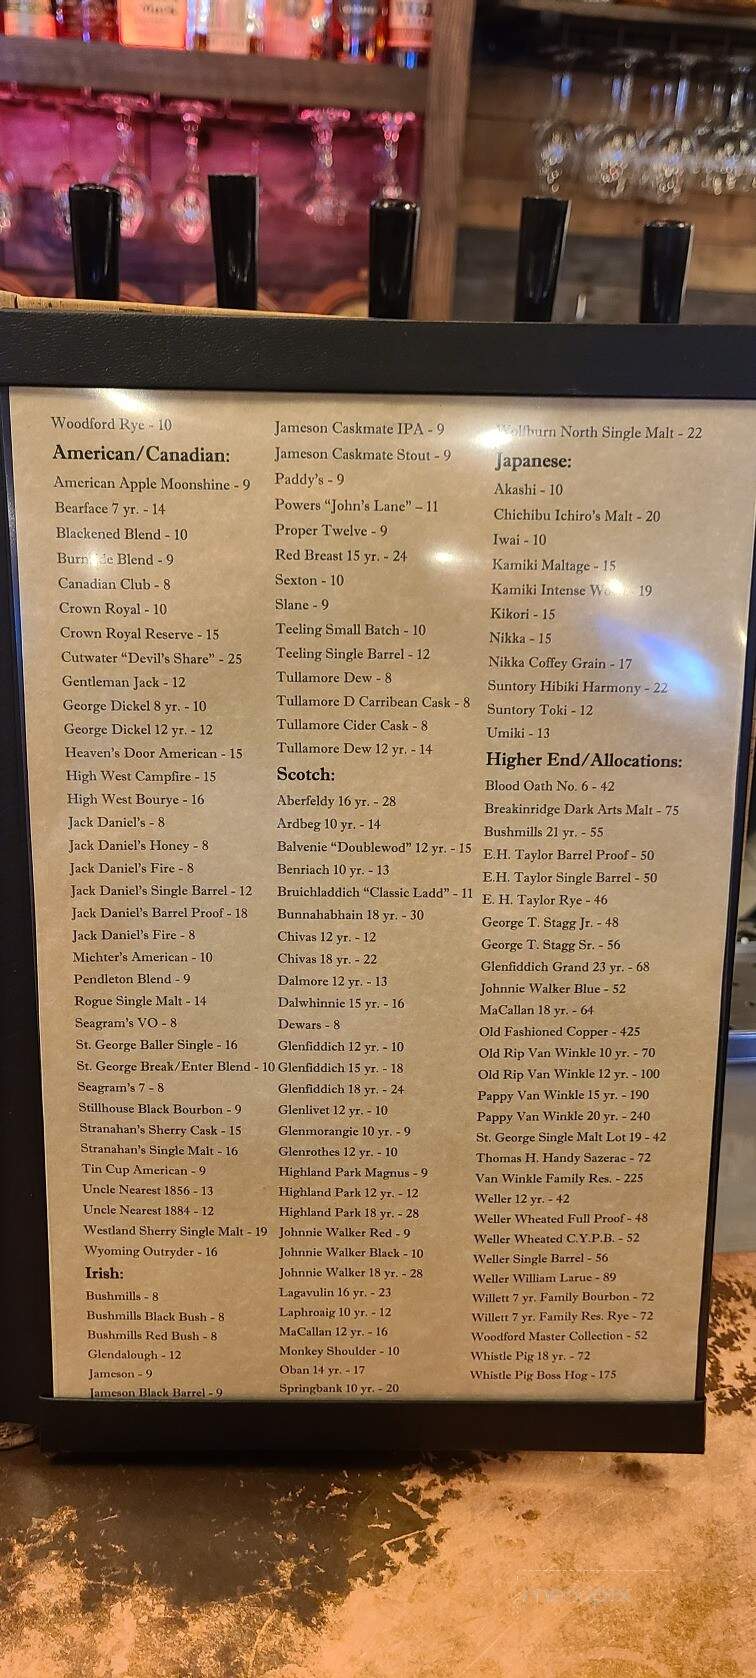 Woodford Rye - 10
American/Canadian:
American Apple Moonshine - 9
Bearface 7 yr. - 14
Blackened Blend - 10
Blend - 9
Canadian Club - 8
Crown Royal - 10
Crown Royal Reserve - 15
Cutwater “Devil’s Share” - 25
Gentleman Jack - 12
George Dickel 8 yr. - 10
George Dickel 12 yr. - 12
Heaven’s Door American - 15
High West Campfire - 15
High West Bourye - 16
Jack Daniel’s - 8
Jack Daniel’s Honey - 8
Jack Daniel’s Fire - 8
Jack Daniel’s Single Barrel - 12
Jack Daniel’s Barrel Proof - 18
Jack Daniel’s Fire - 8
Michter’s American - 10
Pendleton Blend - 9
Rogue Single Malt - 14
Seagram’s VO - 8
St. George Baller Single - 16
St. George Break/Enter Blend - 10
Seagram’s 7 - 8
Stillhouse Black Bourbon - 9
Stranahan’s Sherry Cask - 15
Stranahan’s Single Malt - 16
Tin Cup American - 9
Uncle Nearest 1856 - 13
Uncle Nearest 1884 - 12
Westland Sherry Single Malt - 19
Wyoming Outryder - 16
Irish:
Bushmills - 8
Bushmills Black Bush - 8
Bushmills Red Bush - 8
Glendalough - 12
Jameson - 9
Jameson Black Barrel - 9
Jameson Caskmate IPA - 9
Jameson Caskmate Stout - 9
Paddy’s - 9
Powers “John’s Lane” – 11
Proper Twelve - 9
Red Breast 15 yr. - 24
Sexton - 10
Slane - 9
Teeling Small Batch - 10
Teeling Single Barrel - 12
Tullamore Dew - 8
Tullamore D Carribean Cask - 8
Tullamore Cider Cask - 8
Tullamore Dew 12 yr. - 14
Scotch:
Aberfeldy 16 yr. - 28
Ardbeg 10 yr. - 14
Balvenie “Doublewod” 12 yr. - 15
Benriach 10 yr. - 13
Bruichladdich “Classic Ladd” - 11
Bunnahabhain 18 yr. - 30
Chivas 12 yr. - 12
Chivas 18 yr. - 22
Dalmore 12 yr. - 13
Dalwhinnie 15 yr. - 16
Dewars - 8
Glenfiddich 12 yr. - 10
Glenfiddich 15 yr. - 18
Glenfiddich 18 yr. - 24
Glenlivet 12 yr. - 10
Glenmorangie 10 yr. - 9
Glenrothes 12 yr. - 10
Highland Park Magnus - 9
Highland Park 12 yr. - 12
Highland Park 18 yr. - 28
Johnnie Walker Red - 9
Johnnie Walker Black - 10
Johnnie Walker 18 yr. - 28
Lagavulin 16 yr. - 23
Laphroaig 10 yr. - 12
MaCallan 12 yr. - 16
Monkey Shoulder - 10
Oban 14 yr. - 17
Springbank 10 yr. - 20
Wolfburn North Single Malt - 22
Japanese:
Akashi - 10
Chichibu Ichiro’s Malt - 20
Iwai - 10
Kamiki Maltage - 15
Kamiki Intense 19
Kikori - 15
Nikka - 15
Nikka Coffey Grain - 17
Suntory Hibiki Harmony - 22
Suntory Toki - 12
Umiki - 13
Higher End/Allocations:
Blood Oath No. 6 - 42
Breakinridge Dark Arts Malt - 75
Bushmills 21 yr. - 55
E.H. Taylor Barrel Proof - 50
E.H. Taylor Single Barrel - 50
E. H. Taylor Rye - 46
George T. Stagg Jr. - 48
George T. Stagg Sr. - 56
Glenfiddich Grand 23 yr. - 68
Johnnie Walker Blue - 52
MaCallan 18 yr. - 64
Old Fashioned Copper - 425
Old Rip Van Winkle 10 yr. - 70
Old Rip Van Winkle 12 yr. - 100
Pappy Van Winkle 15 yr. - 190
Pappy Van Winkle 20 yr. - 240
St. George Single Malt Lot 19 - 42
Thomas H. Handy Sazerac - 72
Van Winkle Family Res. - 225
Weller 12 yr. - 42
Weller Wheated Full Proof - 48
Weller Wheated C.Y.P.B. - 52
Weller Single Barrel - 56
Weller William Larue - 89
Willett 7 yr. Family Bourbon - 72
Willett 7 yr. Family Res. Rye - 72
Woodford Master Collection - 52
Whistle Pig 18 yr. - 72
Whistle Pig Boss Hog - 175